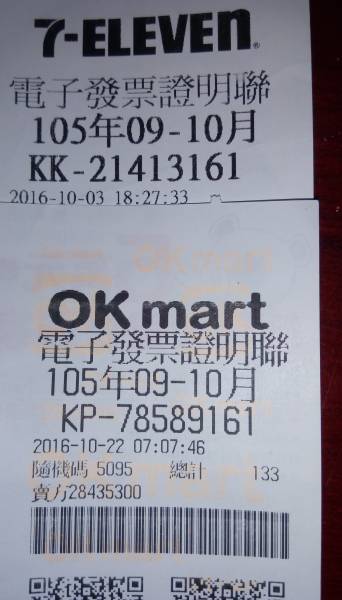 7-ELEVEN®
電子發票證明聯
105年09-10月
KK-21413161
2016-10-03 18:27:33
OKmart
OK mart
電子發票證明聯
105年09-10月
KP-78589161
2016-10-22 07:07:46
隨機碼 5095 總計 133
賣方28435300